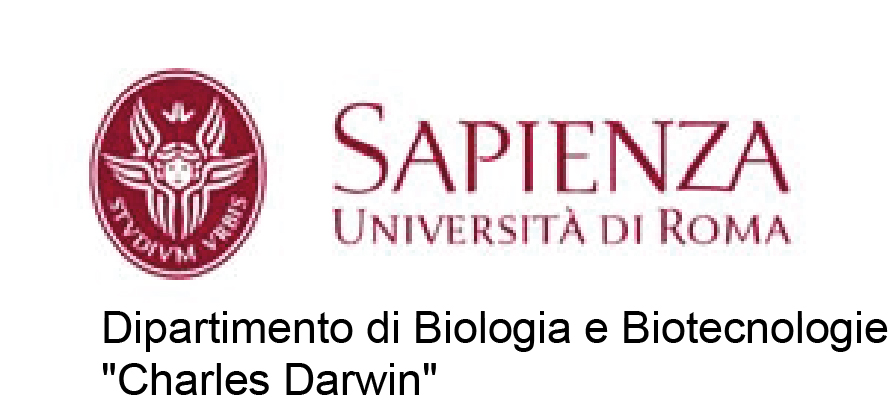 STVDIVM VRBIS
SAPIENZA
UNIVERSITÀ DI ROMA
Dipartimento di Biologia e Biotecnologie
"Charles Darwin"